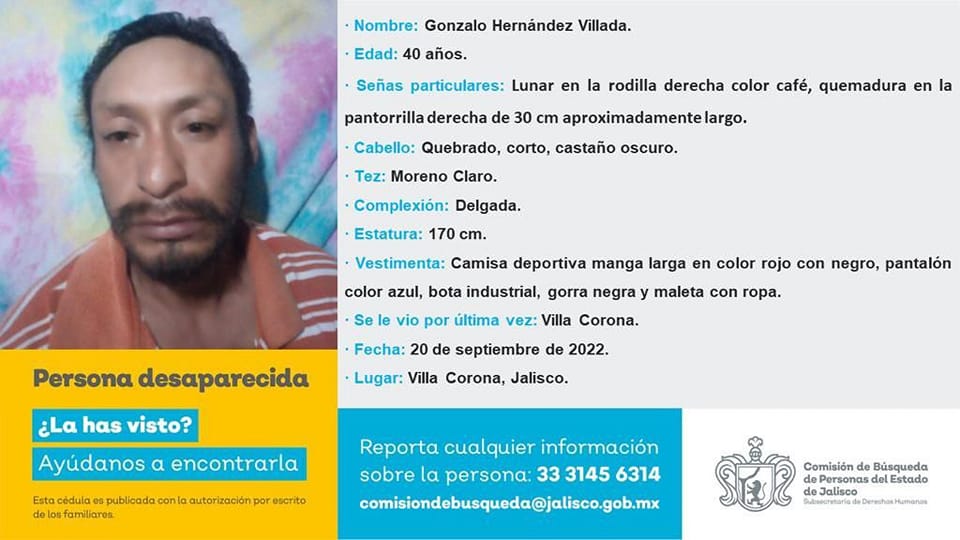 · Nombre: Gonzalo Hernández Villada.
· Edad: 40 años.
· Señas particulares: Lunar en la rodilla derecha color café, quemadura en la
pantorrilla derecha de 30 cm aproximadamente largo.
· Cabello: Quebrado, corto, castaño oscuro.
· Tez: Moreno Claro.
· Complexión: Delgada.
· Estatura: 170 cm.
· Vestimenta: Camisa deportiva manga larga en color rojo con negro, pantalón
color azul, bota industrial, gorra negra y maleta con ropa.
· Se le vio por última vez: Villa Corona.
· Fecha: 20 de septiembre de 2022.
· Lugar: Villa Corona, Jalisco.
Persona desaparecida
¿La has visto?
Ayúdanos a encontrarla
Esta cédula es publicada con la autorización por escrito
de los familiares.
Reporta cualquier información
sobre la persona: 33 3145 6314
comisiondebusqueda@jalisco.gob.mx
Comisión de Búsqueda
de Personas del Estado
de Jalisco
Subsecretaría de Derechos Humanos